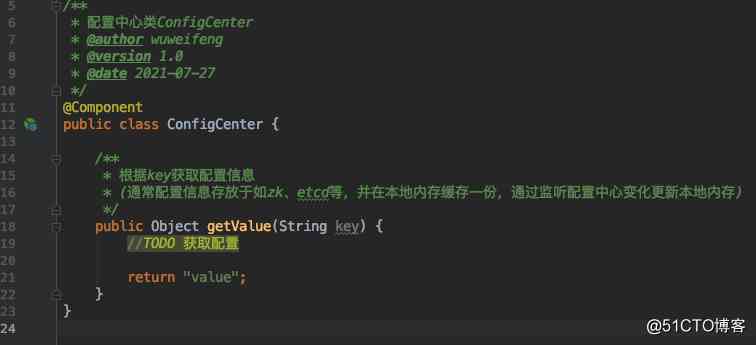 5 /**
6 * 配置中心类ConfigCenter
7 * @author wuweifeng
8 * @version 1.0
9 * @date 2021-07-27
10 */
11 @Component
12 public class ConfigCenter {
13
14 /**
15 * 根据key获取配置信息
16 * (通常配置信息存放于如zk、etcd等，并在本地内存缓存一份，通过监听配置中心变化更新本地内存)
17 */
18 public Object getValue(String key) {
19 //TODO 获取配置
20
21 return "value";
22 }
23 }
24
@51CTO博客